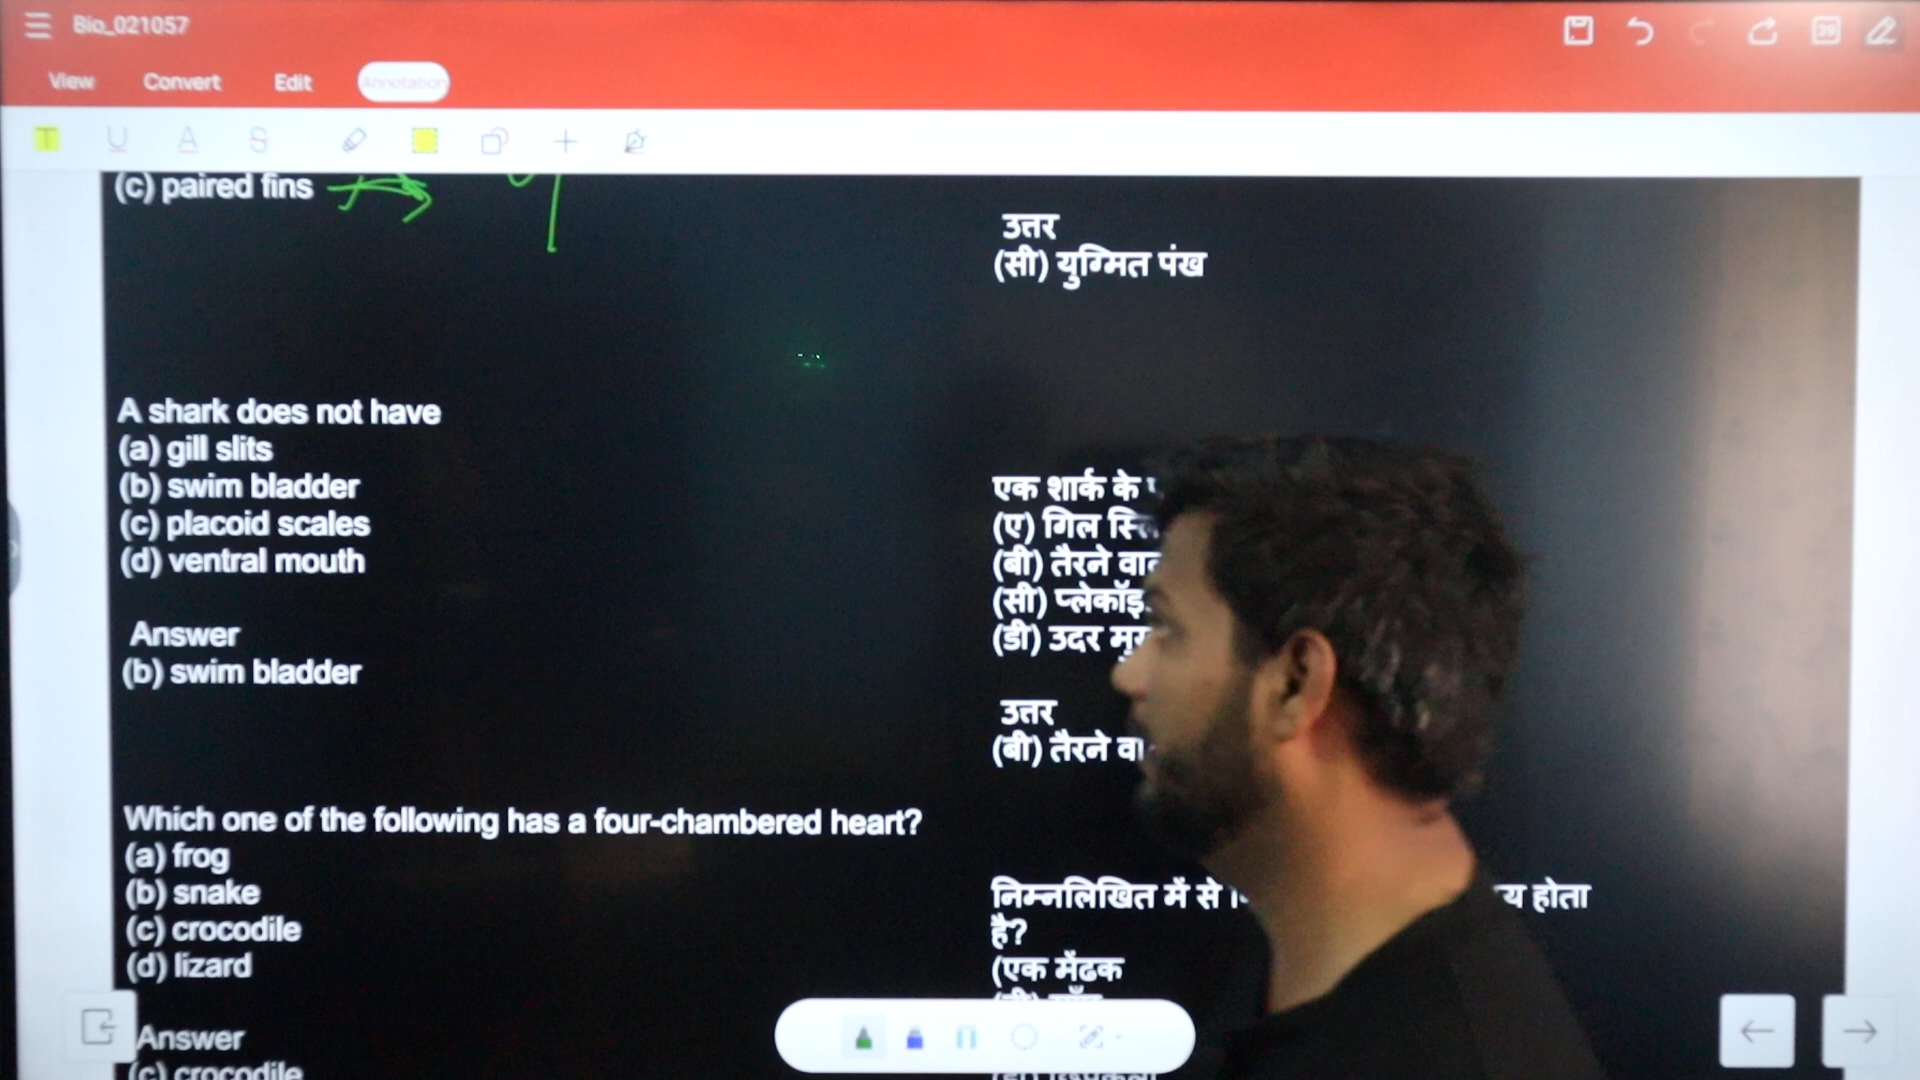 Bio_021057
39
View Convert Edit Annotation
T U A S
(c) paired fins
उत्तर
(सी) युग्मित पंख
A shark does not have
(a) gill slits
(b) swim bladder
(c) placoid scales
(d) ventral mouth
Answer
(b) swim bladder
एक शार्क के
(ए) गिल
(बी) तैरने
(सी)
(डी) उदर
उत्तर
(बी) तैरने
Which one of the following has a four-chambered heart?
(a) frog
(b) snake
(c) crocodile
(d) lizard
Answer
(c) crocodile
निम्नलिखित में से होता
है?
(एक मेंढक